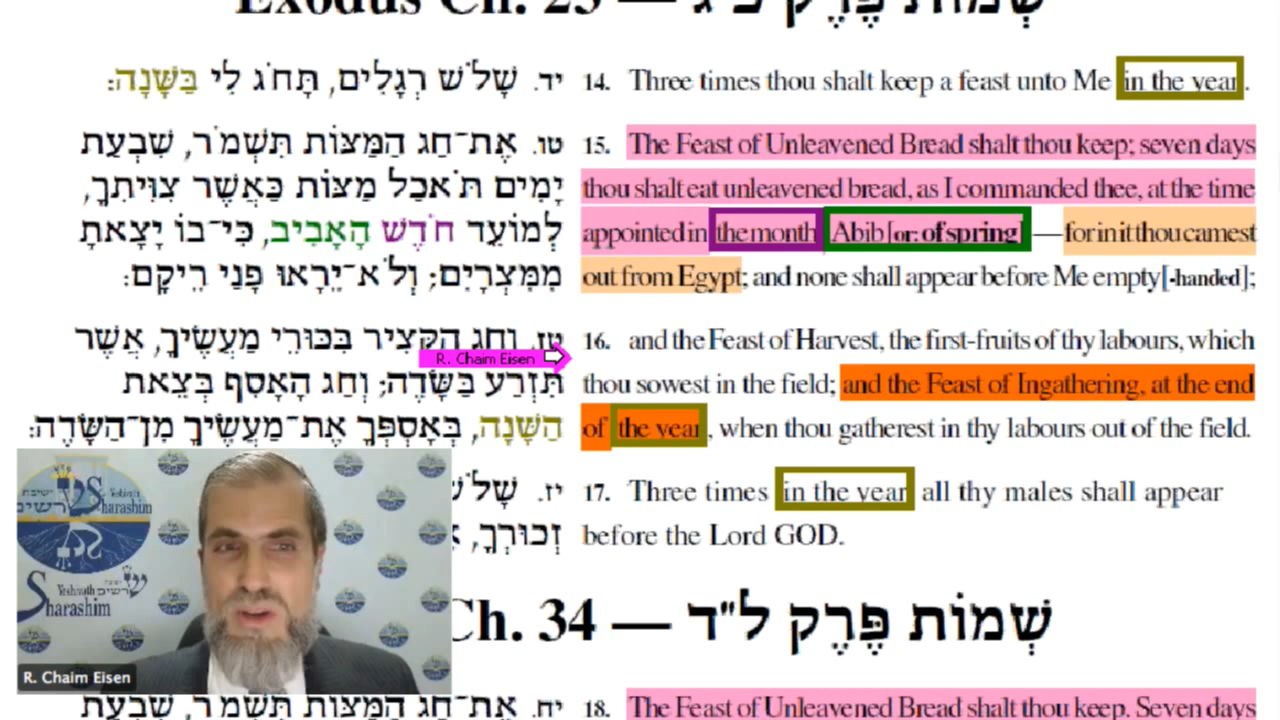 Exodus Ch. 23 — שְׁמוֹת פֶּרֶק כ״ג
יד. שָׁלֹשׁ רְגָלִים, תָּחֹג לִי בַּשָּׁנָה:
14. Three times thou shalt keep a feast unto Me in the year.
טו. אֶת־חַג הַמַּצּוֹת תִּשְׁמֹר, שִׁבְעַת
יָמִים תֹּאכַל מַצּוֹת כַּאֲשֶׁר צִוִּיתִךָ,
לְמוֹעֵד חֹדֶשׁ הָאָבִיב, כִּי־בוֹ יָצָאתָ
מִמִּצְרָיִם; וְלֹא־יֵרָאוּ פָנַי רֵיקָם:
15. The Feast of Unleavened Bread shalt thou keep; seven days
thou shalt eat unleavened bread, as I commanded thee, at the time
appointed in the month Abib [or: of spring] — for in it thou camest
out from Egypt; and none shall appear before Me empty[-handed];
טז. וְחַג הַקָּצִיר בִּכּוּרֵי מַעֲשֶׂיךָ, אֲשֶׁר
תִּזְרַע בַּשָּׂדֶה; וְחַג הָאָסִף בְּצֵאת
הַשָּׁנָה, בְּאָסְפְּךָ אֶת־מַעֲשֶׂיךָ מִן־הַשָּׂדֶה:
R. Chaim Eisen
16. and the Feast of Harvest, the first-fruits of thy labours, which
thou sowest in the field; and the Feast of Ingathering, at the end
of the year, when thou gatherest in thy labours out of the field.
יז. שָׁלֹשׁ
זְכוּרְךָ,
17. Three times in the year all thy males shall appear
before the Lord GOD.
Yeshivath
Sharashim
ישיבת
שרשים
Yeshivath
Sharashim
R. Chaim Eisen
Ch. 34 — שְׁמוֹת פֶּרֶק ל״ד
יח. אֶת־חַג הַמַּצּוֹת תִּשְׁמֹר, שִׁבְעַת
18. The Feast of Unleavened Bread shalt thou keep. Seven days